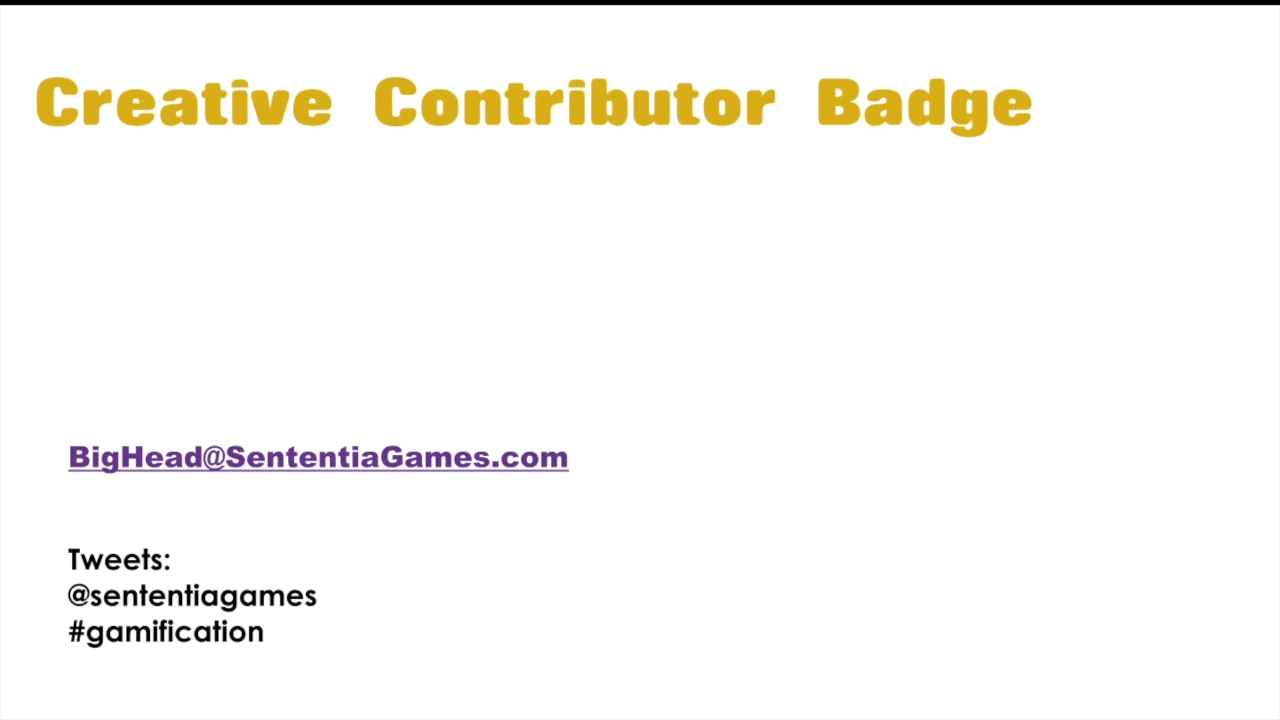 Creative Contributor Badge
BigHead@SententiaGames.com
Tweets:
@sententiagames
#gamification